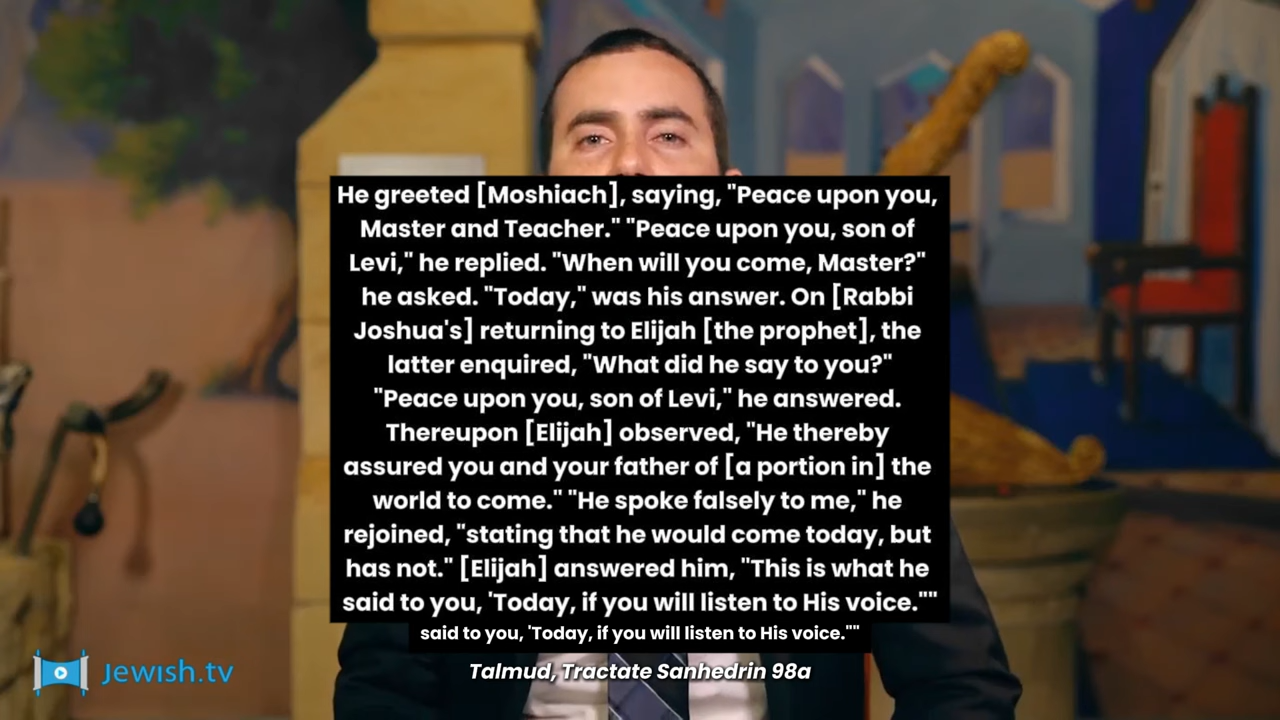 He greeted [Moshiach], saying, "Peace upon you,
Master and Teacher." "Peace upon you, son of
Levi," he replied. "When will you come, Master?"
he asked. "Today," was his answer. On [Rabbi
Joshua's] returning to Elijah [the prophet], the
latter enquired, "What did he say to you?"
"Peace upon you, son of Levi," he answered.
Thereupon [Elijah] observed, "He thereby
assured you and your father of [a portion in] the
world to come." "He spoke falsely to me," he
rejoined, "stating that he would come today, but
has not." [Elijah] answered him, "This is what he
said to you, 'Today, if you will listen to His voice.""
said to you, 'Today, if you will listen to His voice.""
Talmud, Tractate Sanhedrin 98a
Jewish.tv